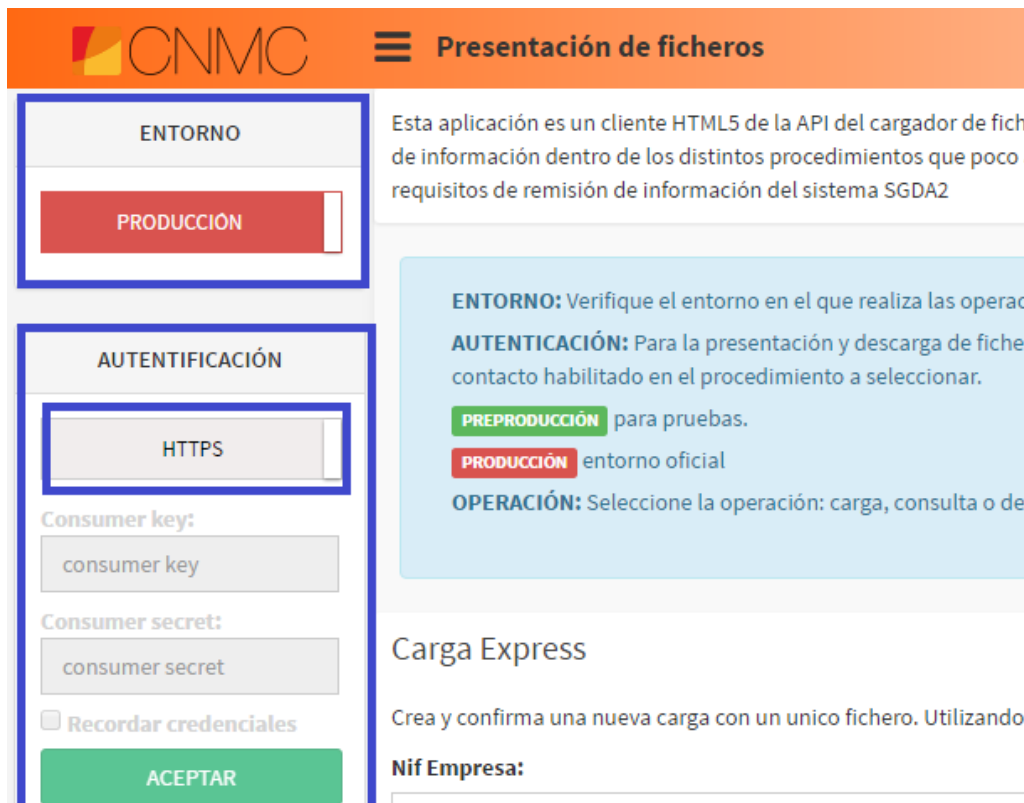 CNMC
Presentación de ficheros
ENTORNO
PRODUCCIÓN
AUTENTIFICACIÓN
HTTPS
Consumer key:
consumer key
Consumer secret:
consumer secret
Recordar credenciales
ACEPTAR
Esta aplicación es un cliente HTML5 de la API del cargador de
de información dentro de los distintos procedimientos que poco
requisitos de remisión de información del sistema SGDA2
ENTORNO: Verifique el entorno en el que realiza las
AUTENTICACIÓN: Para la presentación y descarga de
contacto habilitado en el procedimiento a seleccionar.
PREPRODUCCIÓN para pruebas.
PRODUCCIÓN entorno oficial
OPERACIÓN: Seleccione la operación: carga, consulta o
Carga Express
Crea y confirma una nueva carga con un unico fichero. Utilizando
Nif Empresa: